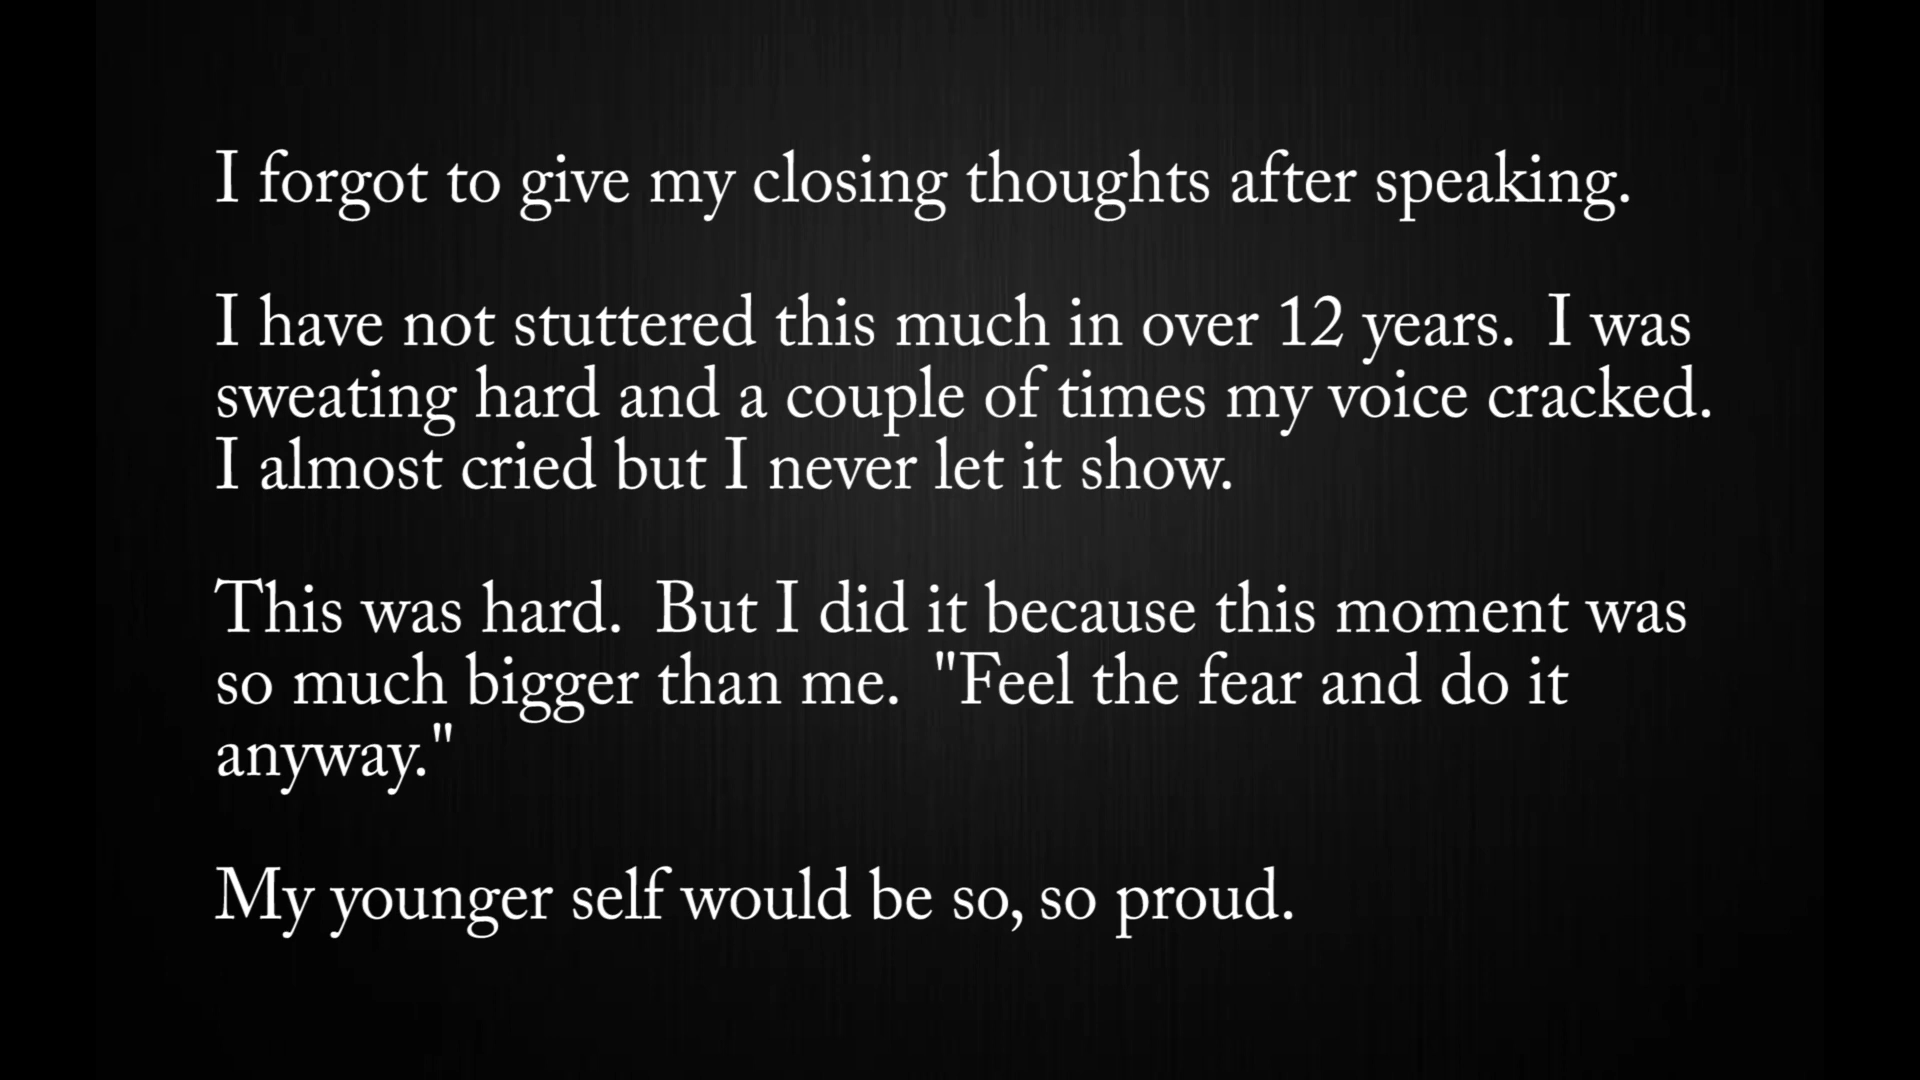 I forgot to give my closing thoughts after speaking.
I have not stuttered this much in over 12 years.  I was
sweating hard and a couple of times my voice cracked.
I almost cried but I never let it show.
This was hard.  But I did it because this moment was
so much bigger than me.  "Feel the fear and do it
anyway."
My younger self would be so, so proud.